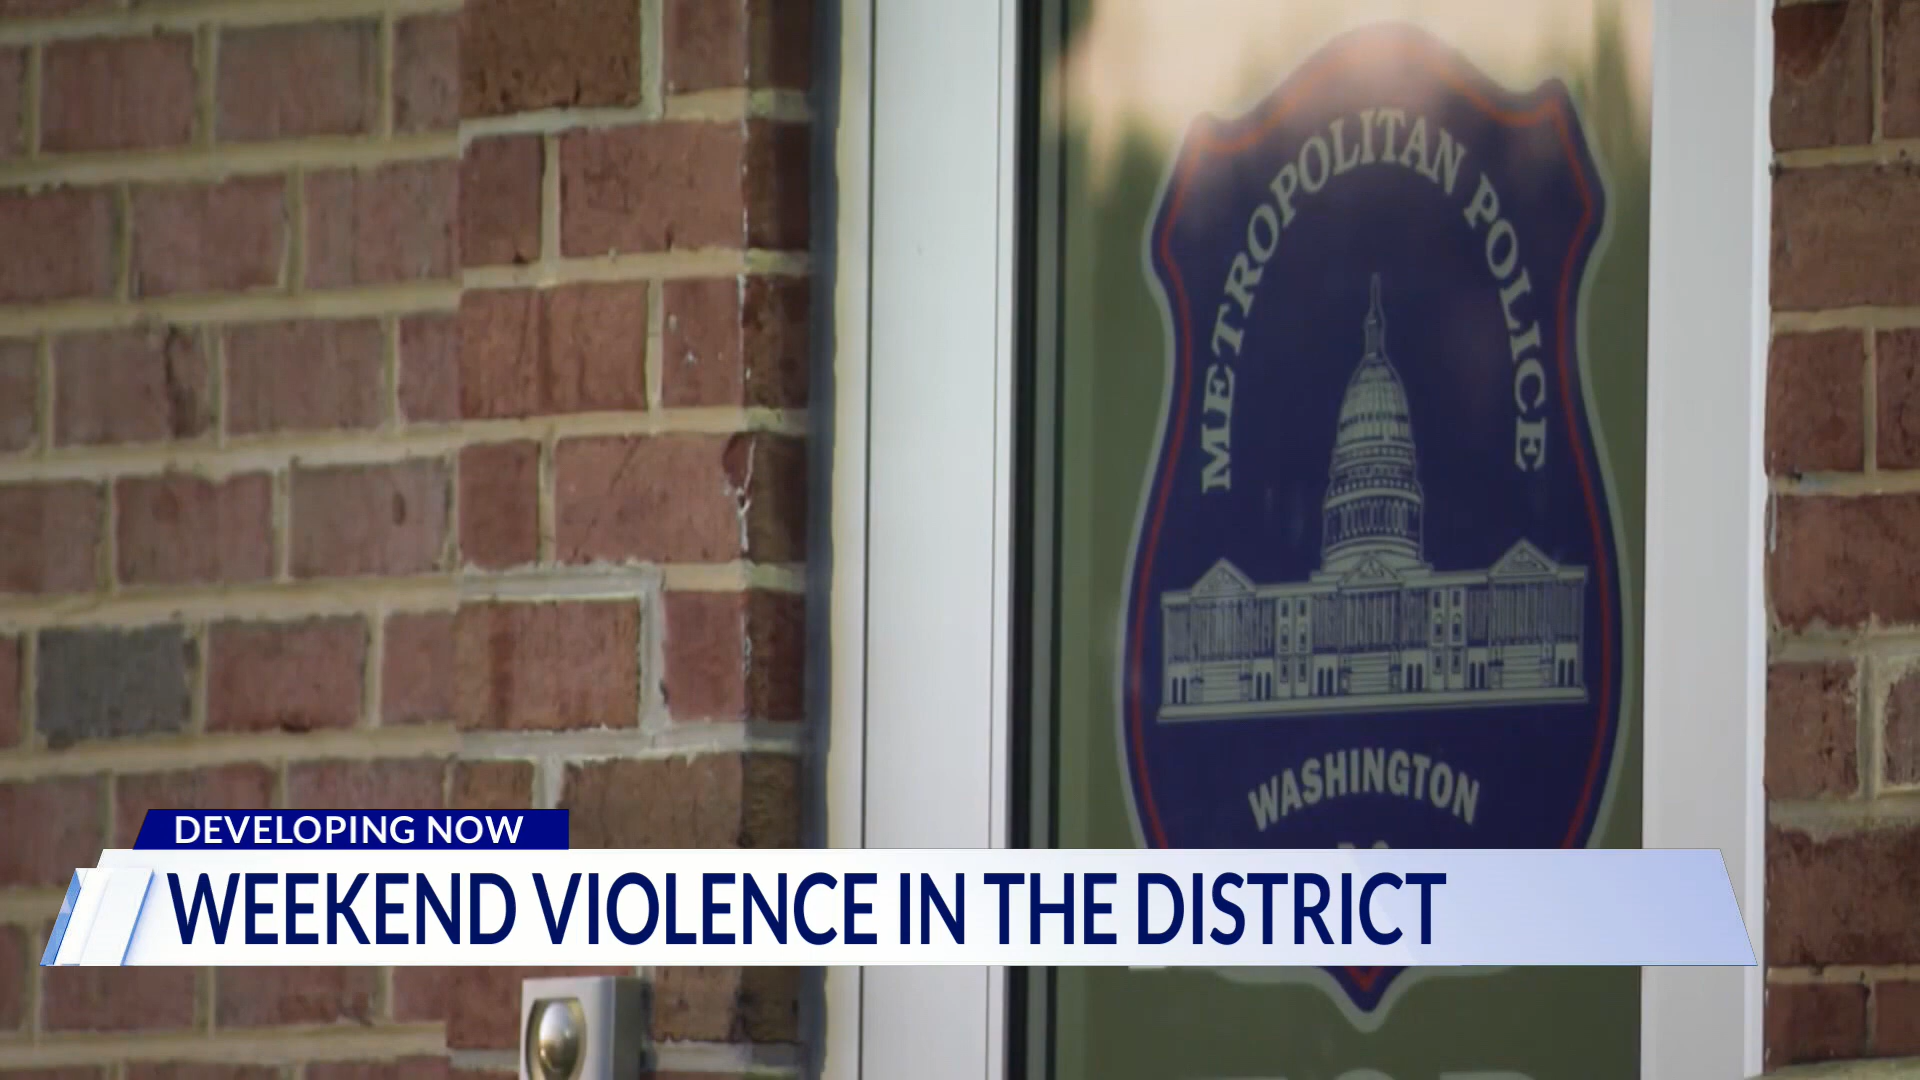 METROPOLITAN POLICE
WASHINGTON
DEVELOPING NOW
WEEKEND VIOLENCE IN THE DISTRICT